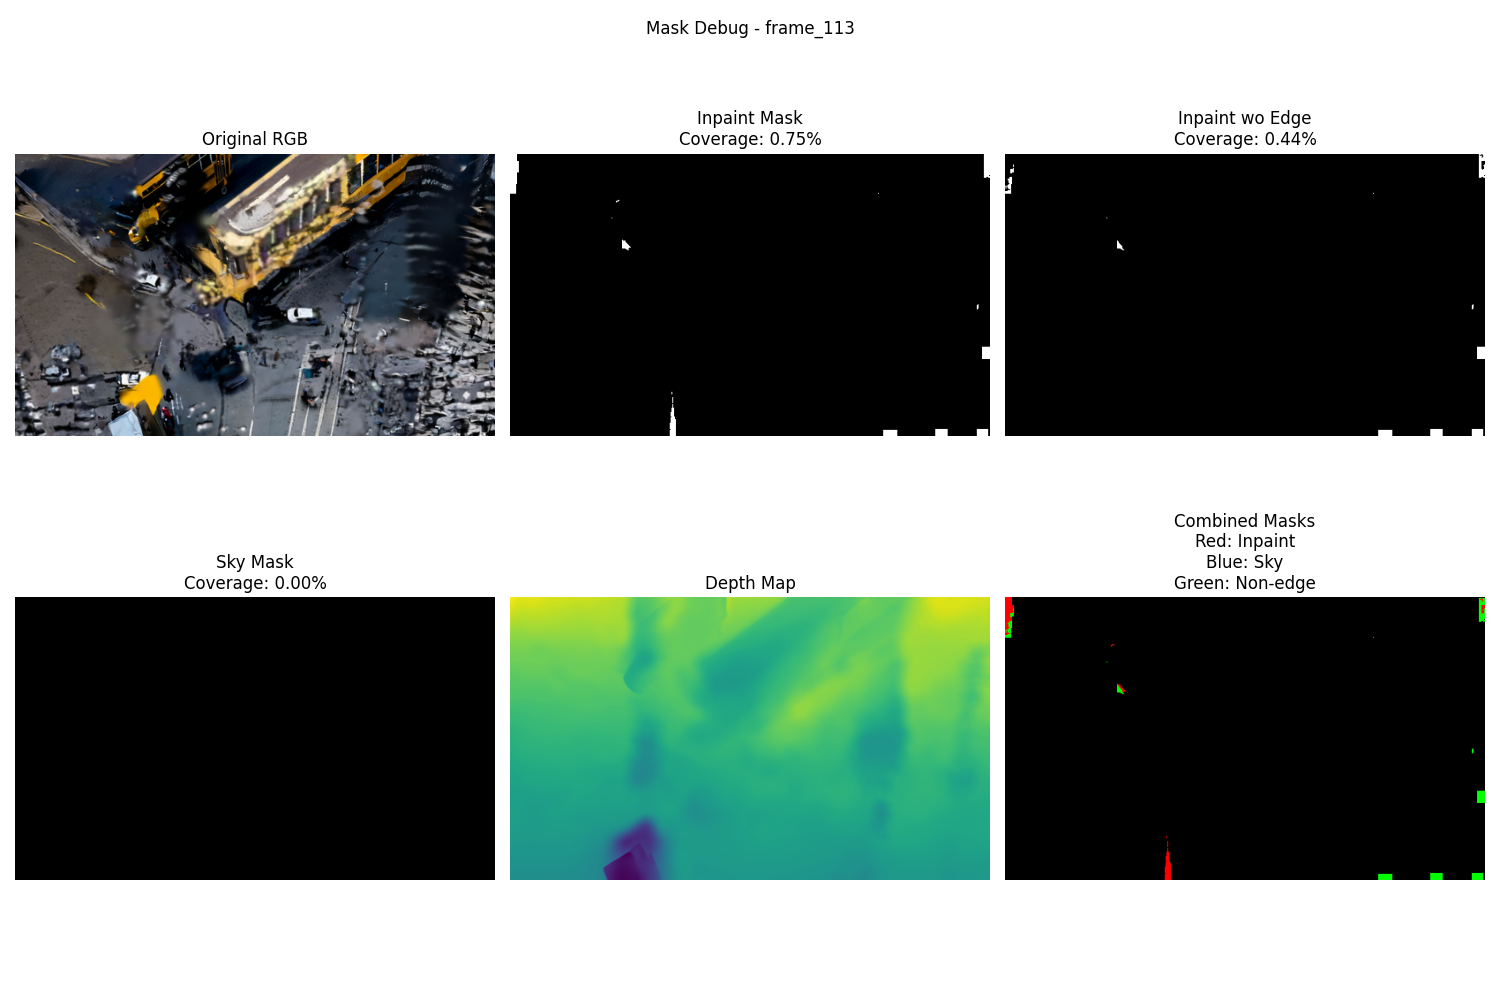 Mask Debug - frame_113
Original RGB
Inpaint Mask
Coverage: 0.75%
Inpaint wo Edge
Coverage: 0.44%
Sky Mask
Coverage: 0.00%
Depth Map
Combined Masks
Red: Inpaint
Blue: Sky
Green: Non-edge